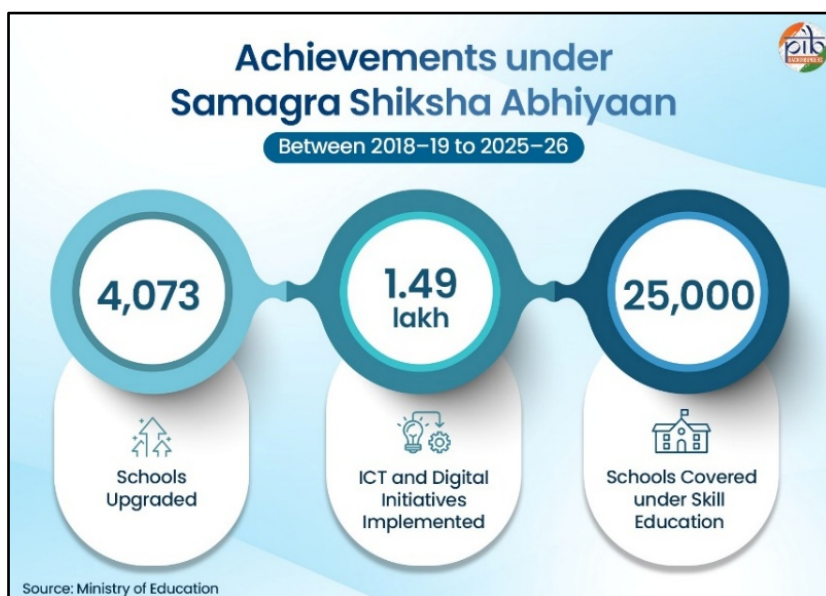 Achievements under
Samagra Shiksha Abhiyaan
Between 2018–19 to 2025–26
pib
4,073
1.49
lakh
25,000
Schools
Upgraded
ICT and Digital
Initiatives
Implemented
Schools Covered
under Skill
Education
Source: Ministry of Education